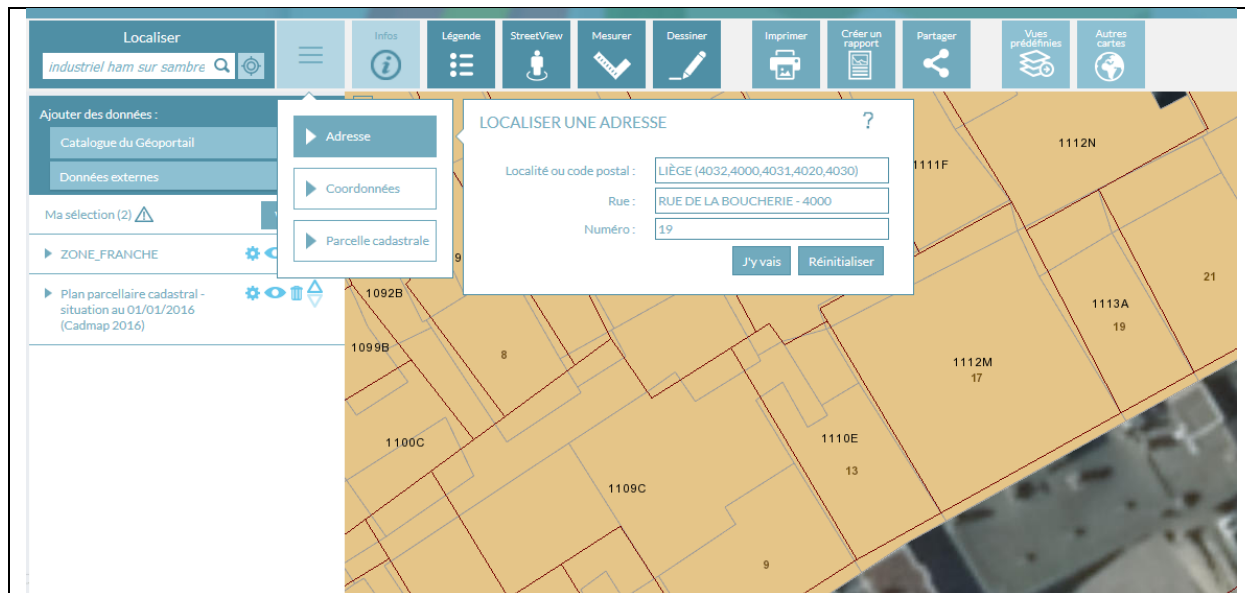 Localiser
industriel ham sur sambre
Infos
Légende
StreetView
Mesurer
Dessiner
Imprimer
Créer un
rapport
Partager
Vues
prédéfinies
Autres
cartes
Ajouter des données :
Catalogue du Géoportail
Données externes
Ma sélection (2)
ZONE_FRANCHE
Plan parcellaire cadastral -
situation au 01/01/2016
(Cadmap 2016)
Adresse
Coordonnées
Parcelle cadastrale
LOCALISER UNE ADRESSE
?
Localité ou code postal :
LIÈGE (4032,4000,4031,4020,4030)
Rue :
RUE DE LA BOUCHERIE - 4000
Numéro :
19
J'y vais
Réinitialiser
1112N
1111F
9
21
1092B
1113A
19
1099B
8
1112M
17
1100C
1110E
13
1109C
9